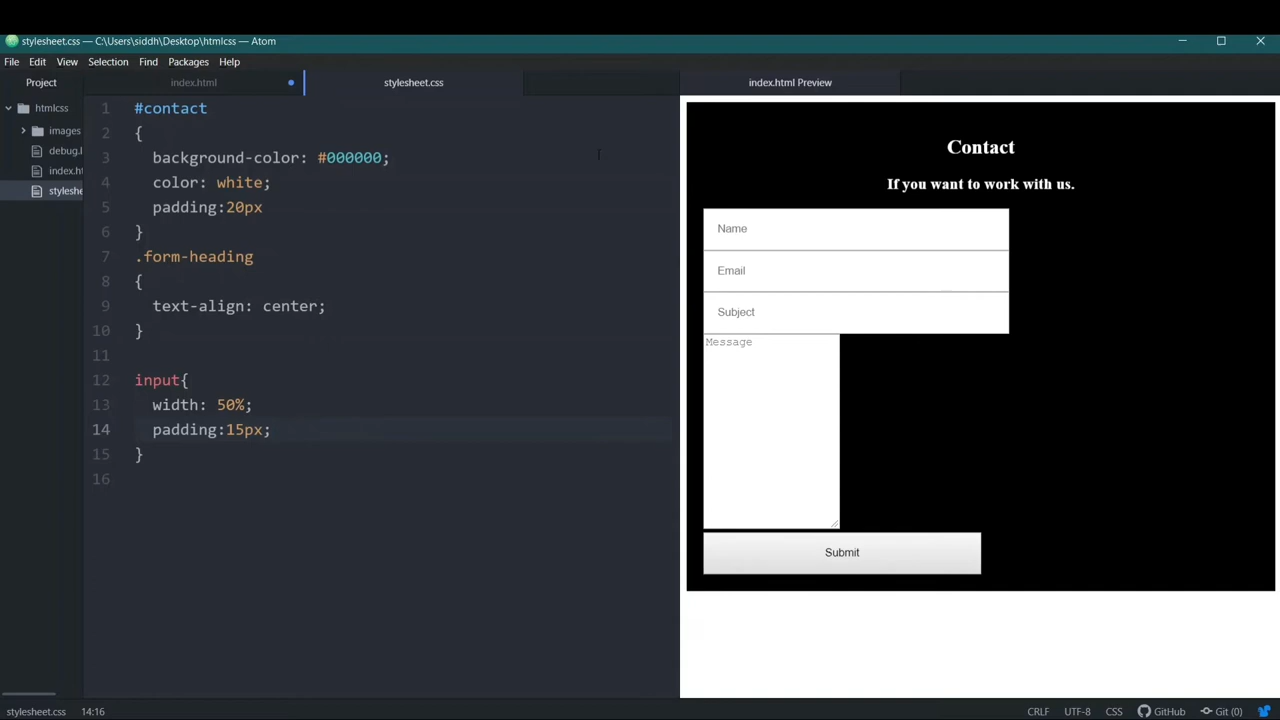 stylesheet.css — C:\Users\siddh\Desktop\htmlcss — Atom
File Edit View Selection Find Packages Help
Project
index.html
stylesheet.css
index.html Preview
htmlcss
images
debug.l
index.ht
styleshe
1 #contact
2 {
3 background-color: #000000;
4 color: white;
5 padding:20px
6 }
7 .form-heading
8 {
9 text-align: center;
10 }
11
12 input{
13 width: 50%;
14 padding:15px;
15 }
16
Contact
If you want to work with us.
Name
Email
Subject
Message
Submit
stylesheet.css 14:16
CRLF UTF-8 CSS GitHub Git (0)